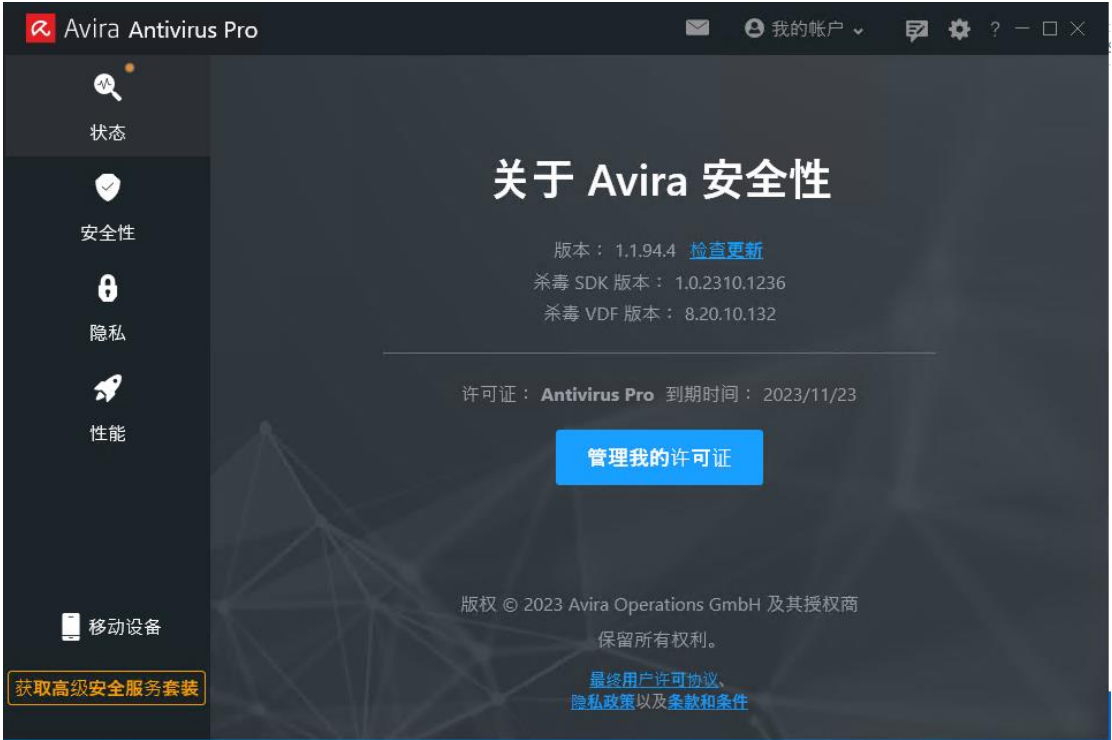 Avira Antivirus Pro
我的帐户
?
状态
安全性
隐私
性能
移动设备
获取高级安全服务套装
关于 Avira 安全性
版本： 1.1.94.4 检查更新
杀毒 SDK 版本： 1.0.2310.1236
杀毒 VDF 版本： 8.20.10.132
许可证： Antivirus Pro 到期时间： 2023/11/23
管理我的许可证
版权 © 2023 Avira Operations GmbH 及其授权商
保留所有权利。
最终用户许可协议、
隐私政策以及条款和条件